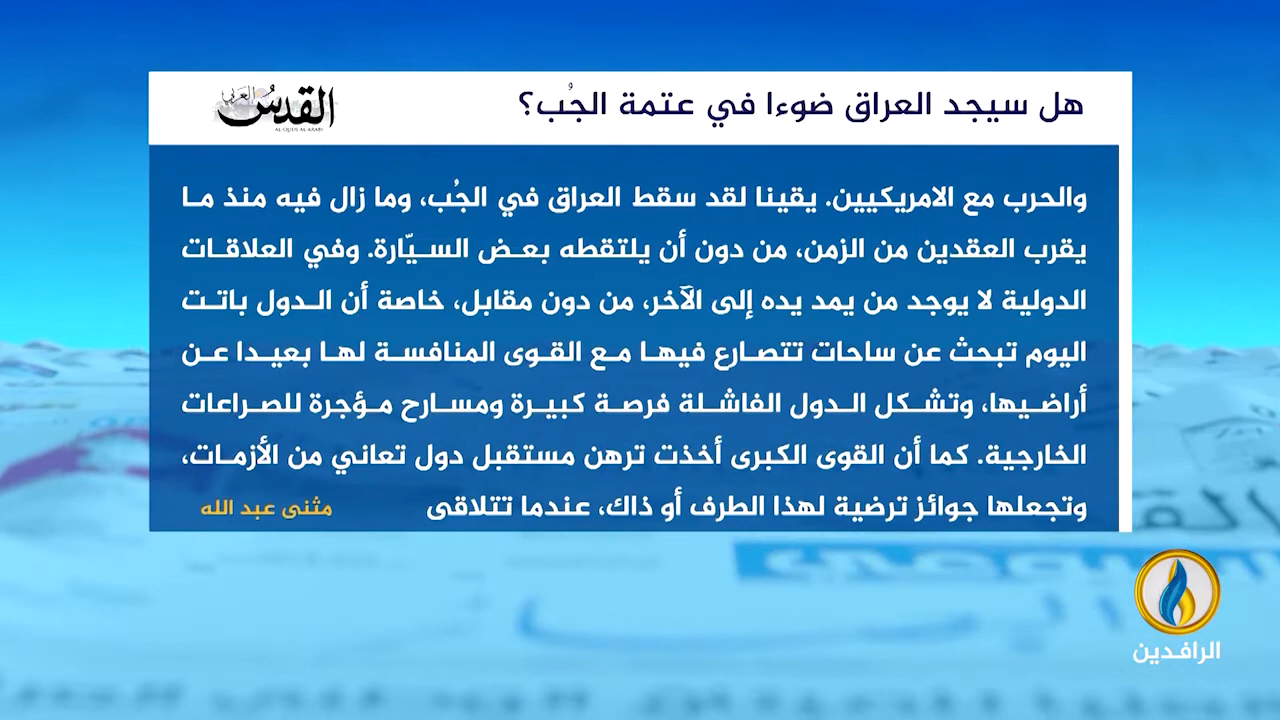 هل سيجد العراق ضوءا في عتمة الجُب؟
القدس العربي
AL-QUDS AL-ARABI
والحرب مع الامريكيين. يقينا لقد سقط العراق في الجُب، وما زال فيه منذ ما
يقرب العقدين من الزمن، من دون أن يلتقطه بعض السيّارة. وفي العلاقات
الدولية لا يوجد من يمد يده إلى الآخر، من دون مقابل، خاصة أن الدول باتت
اليوم تبحث عن ساحات تتصارع فيها مع القوى المنافسة لها بعيدا عن
أراضيها، وتشكل الدول الفاشلة فرصة كبيرة ومسارح مؤجرة للصراعات
الخارجية. كما أن القوى الكبرى أخذت ترهن مستقبل دول تعاني من الأزمات،
وتجعلها جوائز ترضية لهذا الطرف أو ذاك، عندما تتلاقى
مثنى عبد الله
الرافدين